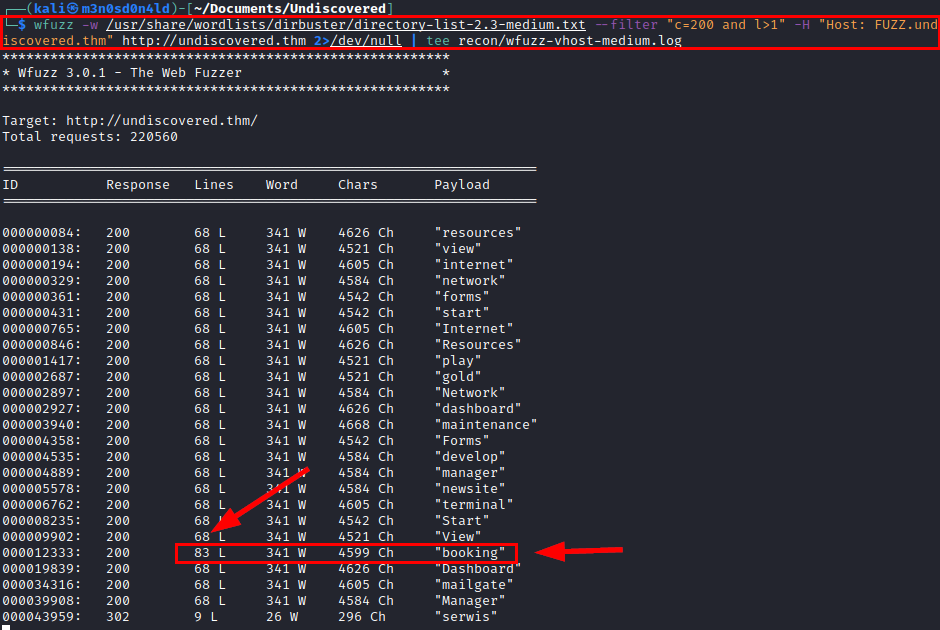 ┌──(kali㉿m3n0sd0n4ld)-[~/Documents/Undiscovered]
└─$ wfuzz -w /usr/share/wordlists/dirbuster/directory-list-2.3-medium.txt --filter "c=200 and l>1" -H "Host: FUZZ.und
iscovered.thm" http://undiscovered.thm 2>/dev/null | tee recon/wfuzz-vhost-medium.log
********************************************************
* Wfuzz 3.0.1 - The Web Fuzzer                         *
********************************************************
Target: http://undiscovered.thm/
Total requests: 220560
=====================================================================
ID           Response   Lines    Word     Chars       Payload
=====================================================================
000000084:   200        68 L     341 W    4626 Ch     "resources"
000000138:   200        68 L     341 W    4521 Ch     "view"
000000194:   200        68 L     341 W    4605 Ch     "internet"
000000329:   200        68 L     341 W    4584 Ch     "network"
000000361:   200        68 L     341 W    4542 Ch     "forms"
000000431:   200        68 L     341 W    4542 Ch     "start"
000000765:   200        68 L     341 W    4605 Ch     "Internet"
000000846:   200        68 L     341 W    4626 Ch     "Resources"
000001417:   200        68 L     341 W    4521 Ch     "play"
000002687:   200        68 L     341 W    4521 Ch     "gold"
000002897:   200        68 L     341 W    4584 Ch     "Network"
000002927:   200        68 L     341 W    4626 Ch     "dashboard"
000003940:   200        68 L     341 W    4668 Ch     "maintenance"
000004358:   200        68 L     341 W    4542 Ch     "Forms"
000004535:   200        68 L     341 W    4584 Ch     "develop"
000004889:   200        68 L     341 W    4584 Ch     "manager"
000005578:   200        68 L     341 W    4584 Ch     "newsite"
000006762:   200        68 L     341 W    4605 Ch     "terminal"
000008235:   200        68 L     341 W    4542 Ch     "Start"
000009902:   200        68 L     341 W    4521 Ch     "View"
000012333:   200        83 L     341 W    4599 Ch     "booking"
000019839:   200        68 L     341 W    4626 Ch     "Dashboard"
000034316:   200        68 L     341 W    4605 Ch     "mailgate"
000039908:   200        68 L     341 W    4584 Ch     "Manager"
000043959:   302        9 L      26 W     296 Ch      "serwis"